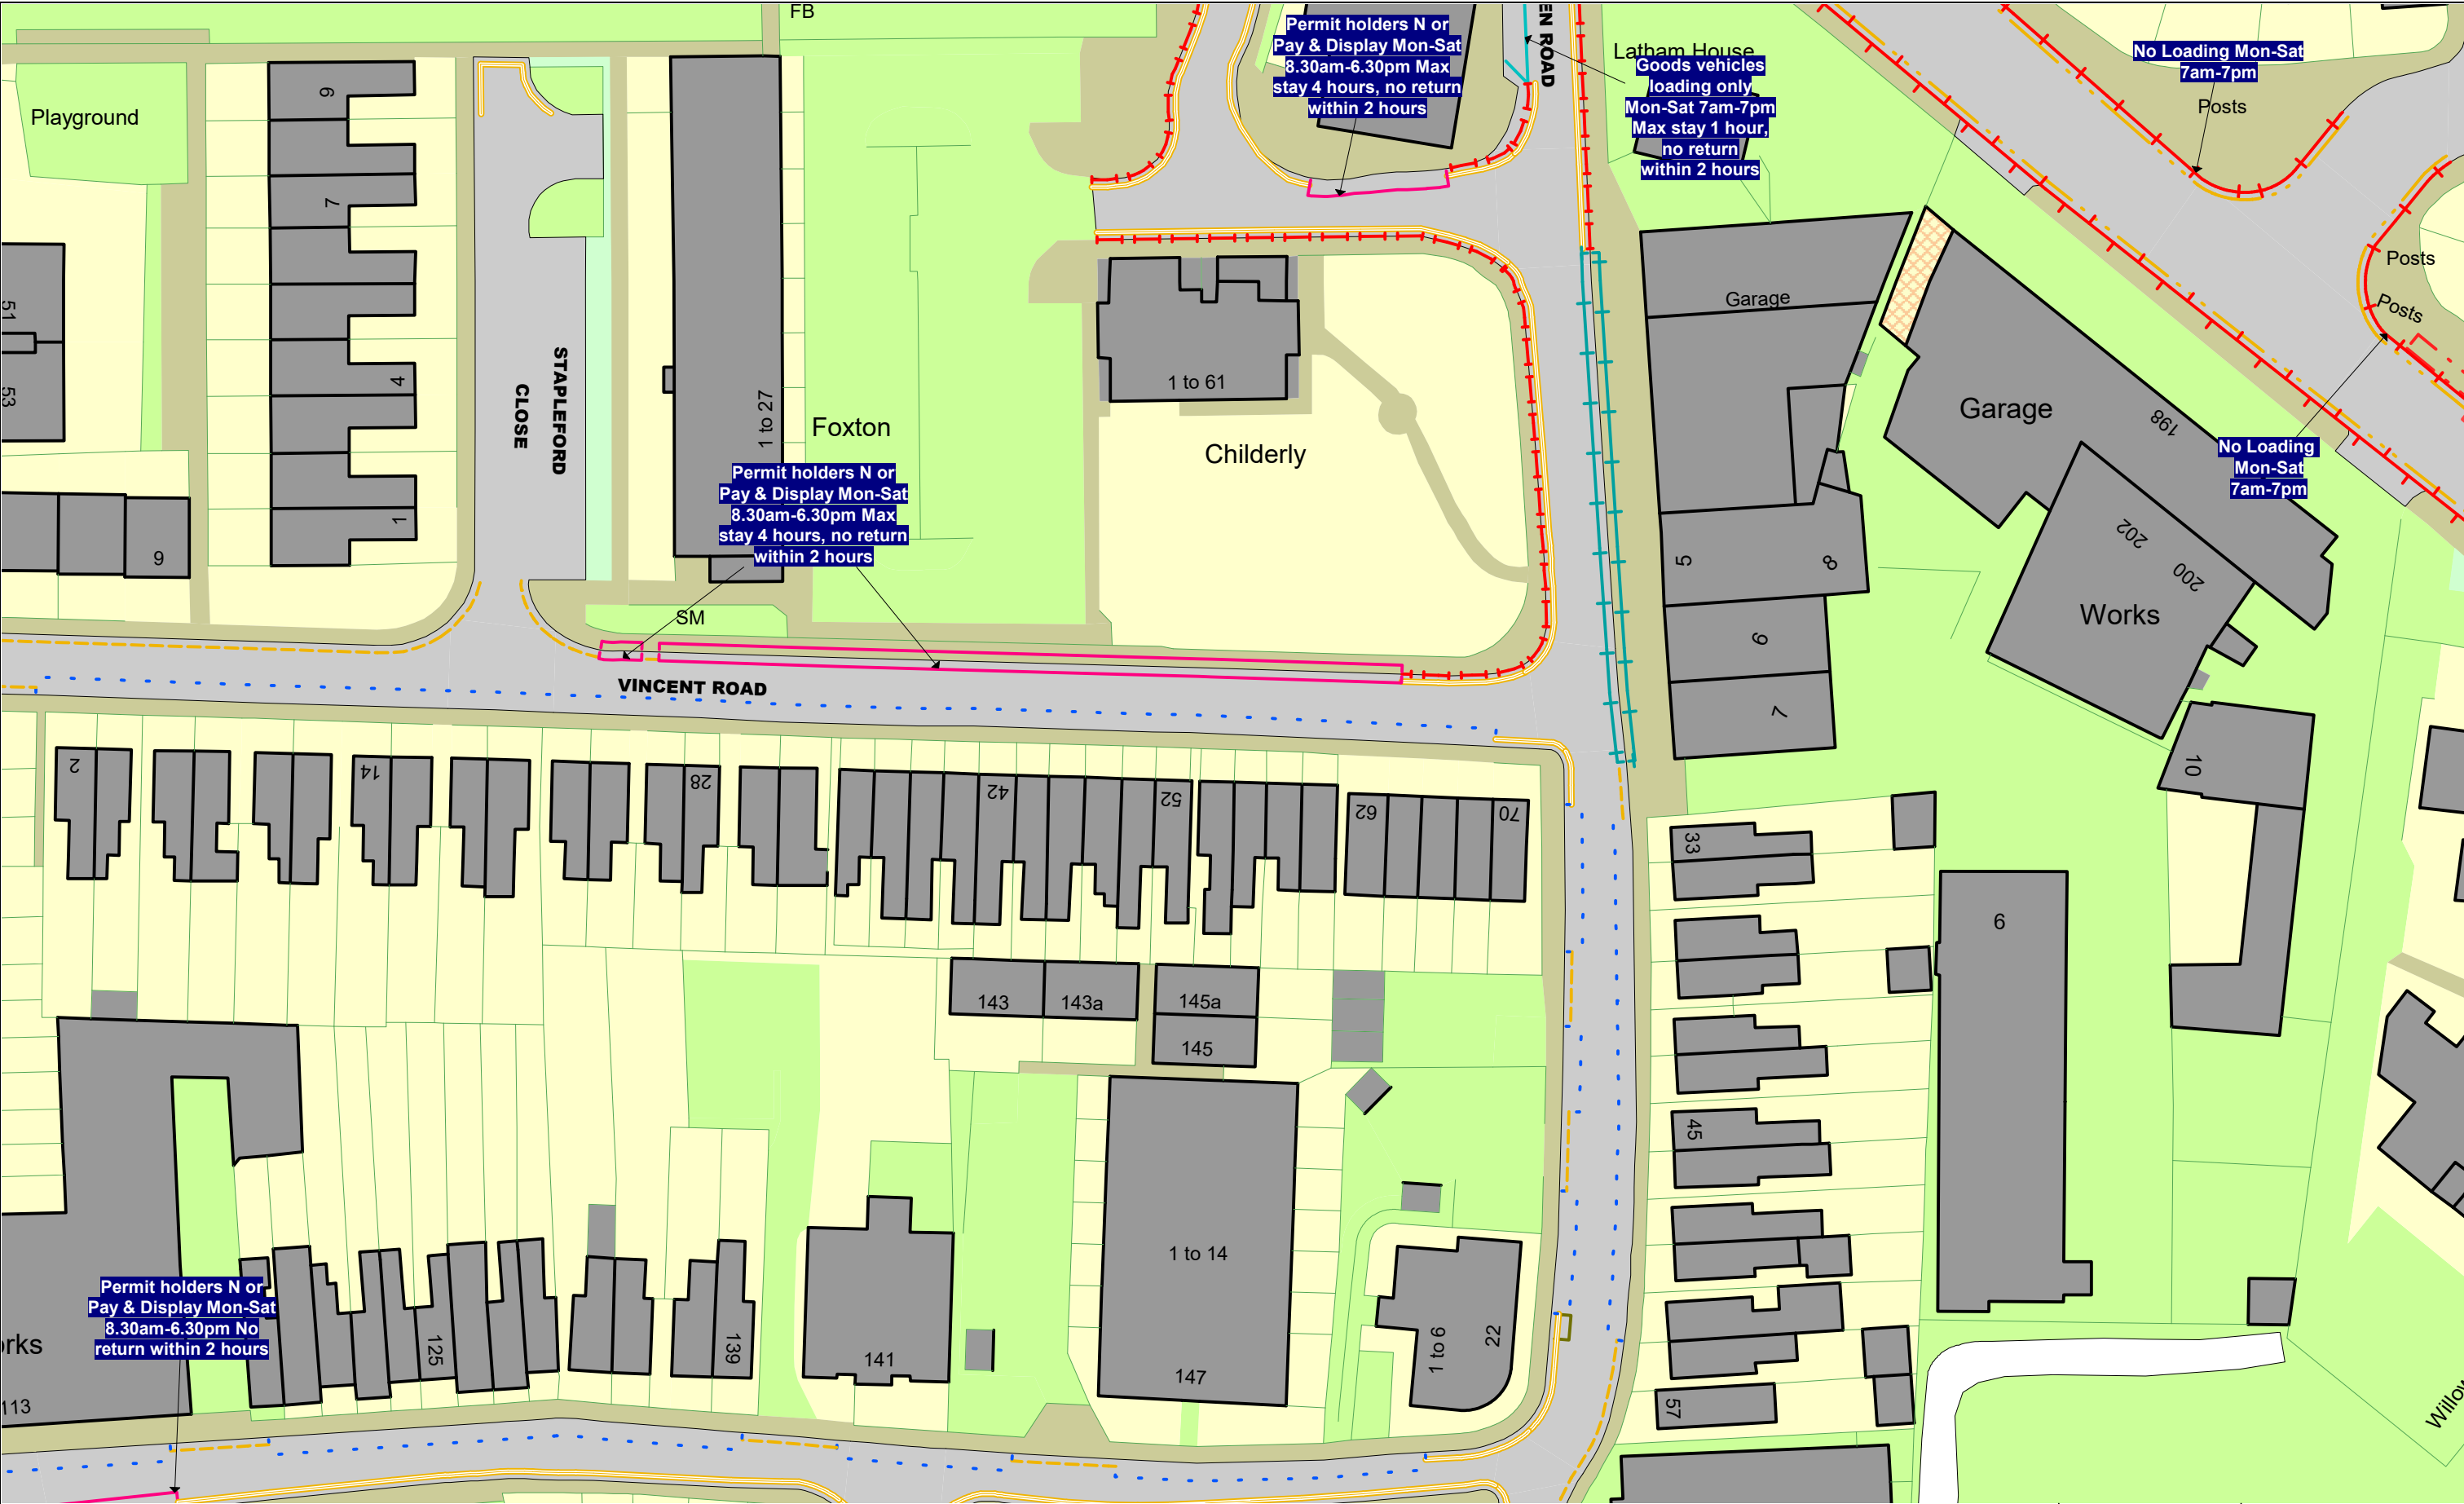 FB
Permit holders N or
Pay & Display Mon-Sat
8.30am-6.30pm Max
stay 4 hours, no return
within 2 hours
EN ROAD
Latham House
Goods vehicles
loading only
Mon-Sat 7am-7pm
Max stay 1 hour,
no return
within 2 hours
No Loading Mon-Sat
7am-7pm
Posts
Playground
9
7
4
1
51
53
9
STAPLEFORD
CLOSE
1 to 27
Foxton
1 to 61
Childerly
Garage
Garage
198
Posts
Posts
No Loading
Mon-Sat
7am-7pm
Permit holders N or
Pay & Display Mon-Sat
8.30am-6.30pm Max
stay 4 hours, no return
within 2 hours
SM
VINCENT ROAD
5
8
6
7
202
200
Works
10
2
14
28
42
52
62
70
33
45
57
6
143
143a
145a
145
1 to 14
147
1 to 6
22
141
139
125
Permit holders N or
Pay & Display Mon-Sat
8.30am-6.30pm No
return within 2 hours
orks
113
Willow